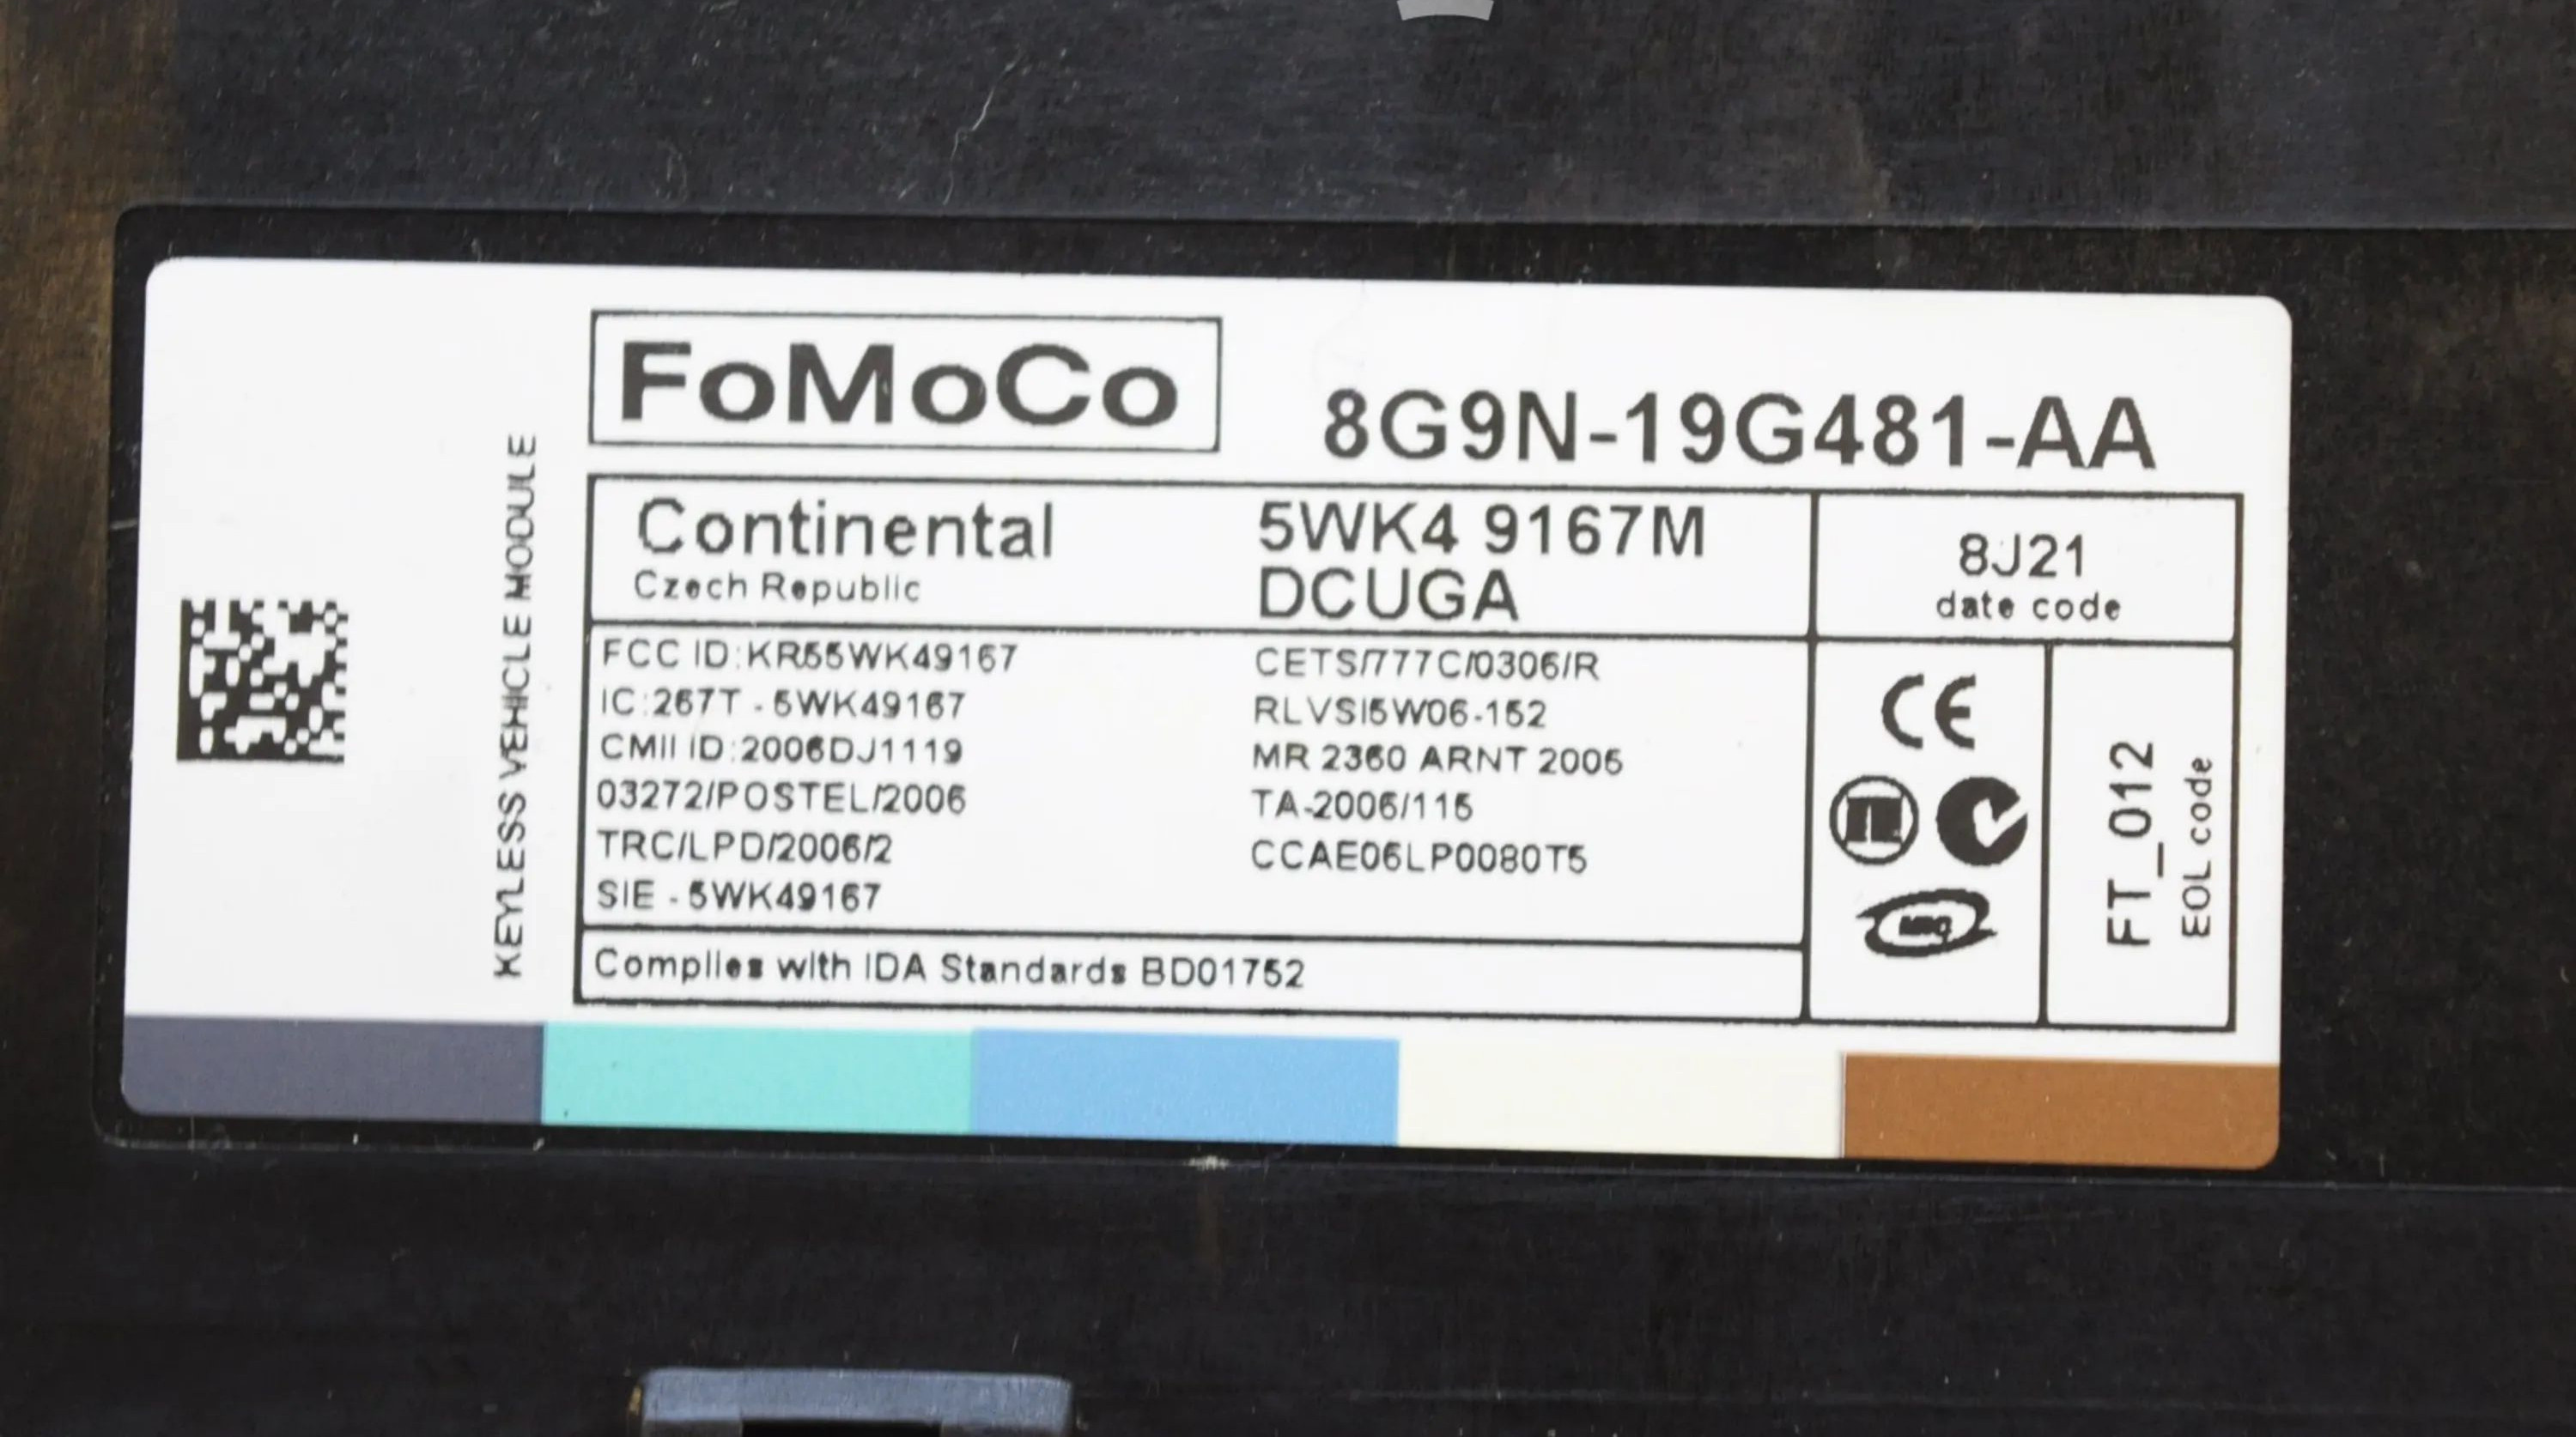 FoMoCo
8G9N-19G481-AA
KEYLESS VEHICLE MODULE
Continental
Czech Republic
5WK4 9167M
DCUGA
8J21
date code
FCC ID:KR55WK49167
IC:267T - 5WK49167
CMII ID:2006DJ1119
03272/POSTEL/2006
TRC/LPD/2006/2
SIE - 5WK49167
CETS/777C/0306/R
RLVSI5W06-152
MR 2360 ARNT 2006
TA-2006/115
CCAE06LP0080T5
Complies with IDA Standards BD01752
CE
FT_012
EOL code